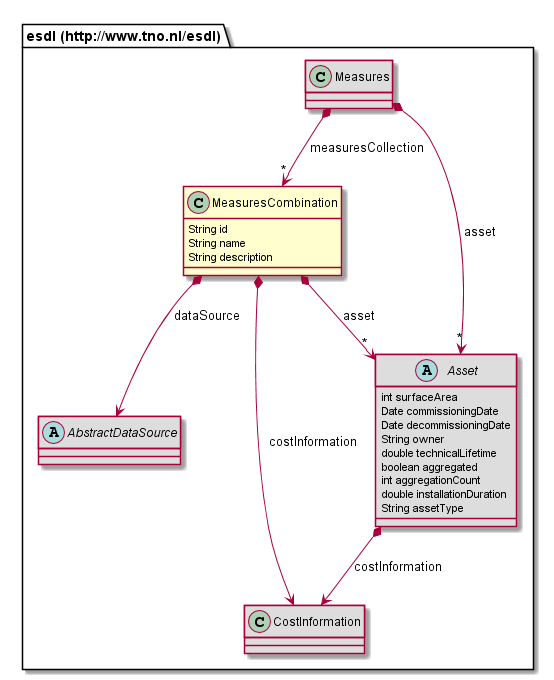 esdl (http://www.tno.nl/esdl)
C Measures
measuresCollection
*
C MeasuresCombination
String id
String name
String description
asset
*
dataSource
asset
*
A Asset
int surfaceArea
Date commissioningDate
Date decommissioningDate
String owner
double technicalLifetime
boolean aggregated
int aggregationCount
double installationDuration
String assetType
A AbstractDataSource
costInformation
costInformation
C CostInformation